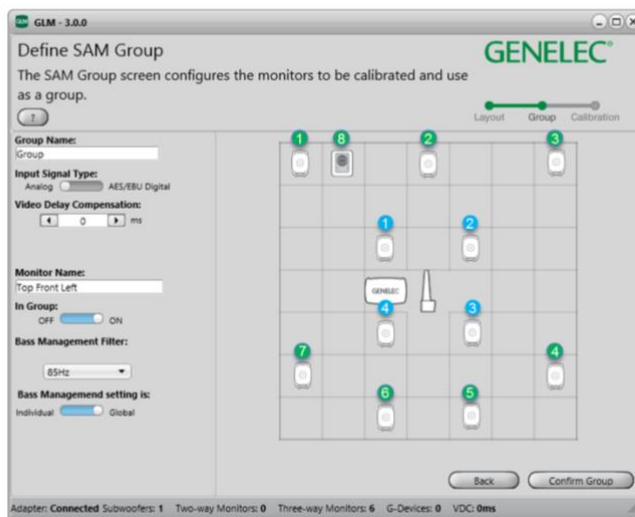 GLM GLM - 3.0.0
Define SAM Group
GENELEC®
The SAM Group screen configures the monitors to be calibrated and use
as a group.
?
Layout Group Calibration
Group Name:
Group
Input Signal Type:
Analog AES/EBU Digital
Video Delay Compensation:
0 ms
Monitor Name:
Top Front Left
In Group:
OFF ON
Bass Management Filter:
85Hz
Bass Managemend setting is:
Individual Global
1 8 2 3
1 2
GENELEC
4 3
7 4
6 5
Back Confirm Group
Adapter: Connected Subwoofers: 1 Two-way Monitors: 0 Three-way Monitors: 6 G-Devices: 0 VDC: 0ms